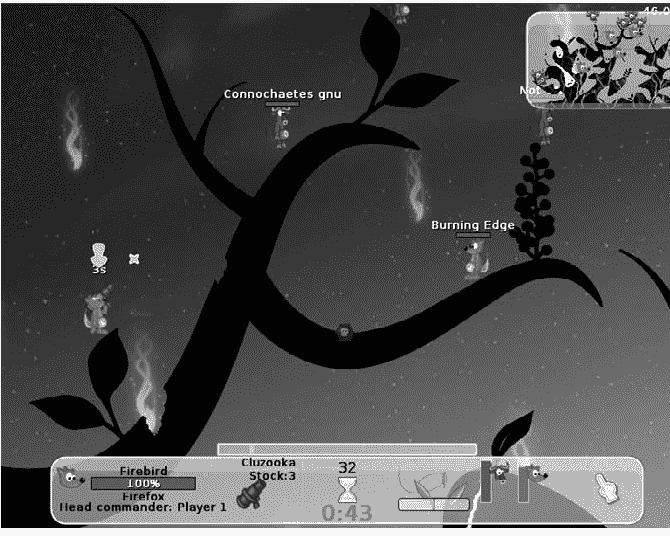 46.0
Connochaetes gnu
Not
Burning Edge
3s
Firebird
100%
Firefox
Head commander: Player 1
Cluzooka
Stock:3
32
0:43